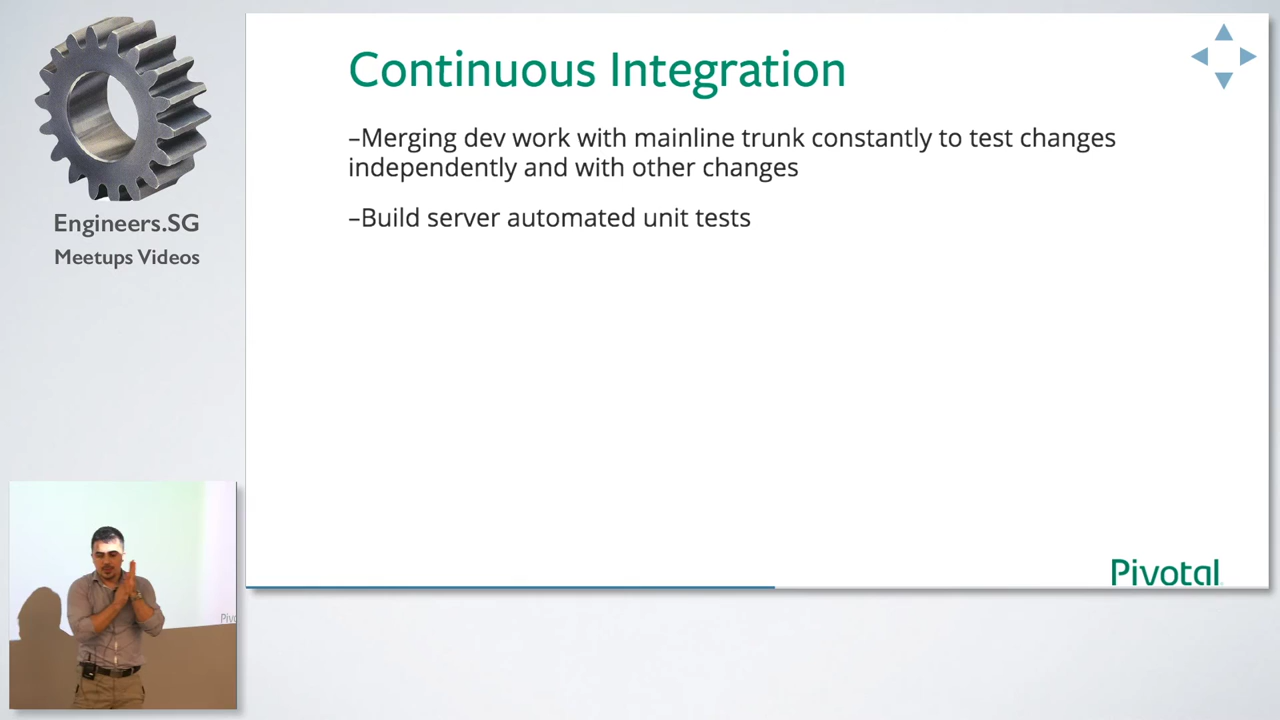 Engineers.SG
Meetups Videos
Continuous Integration
–Merging dev work with mainline trunk constantly to test changes
independently and with other changes
–Build server automated unit tests
Pivotal
Piv